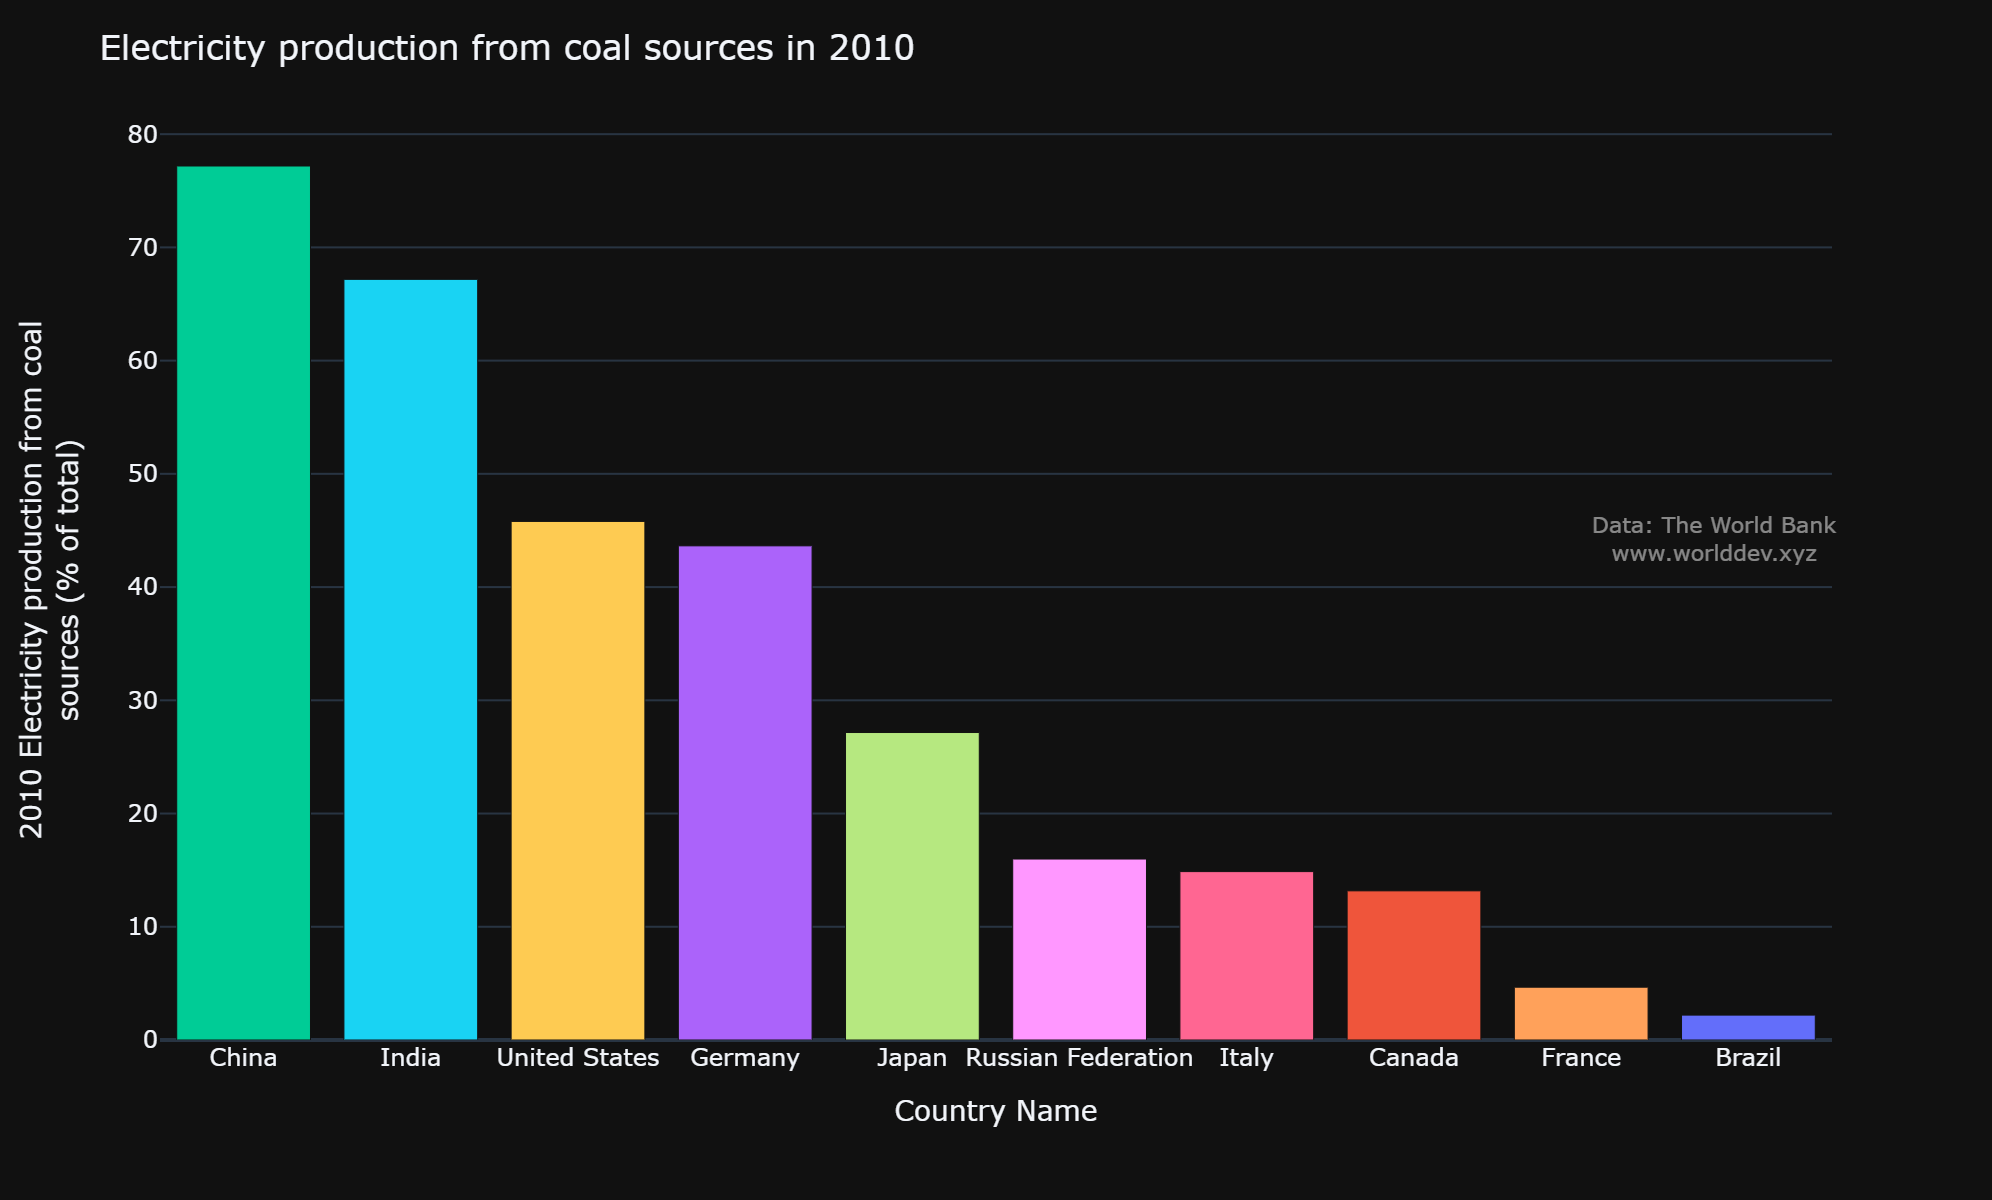 Electricity production from coal sources in 2010
2010 Electricity production from coal
sources (% of total)
80
70
60
50
40
30
20
10
0
Data: The World Bank
www.worlddev.xyz
China
India
United States
Germany
Japan
Russian Federation
Italy
Canada
France
Brazil
Country Name